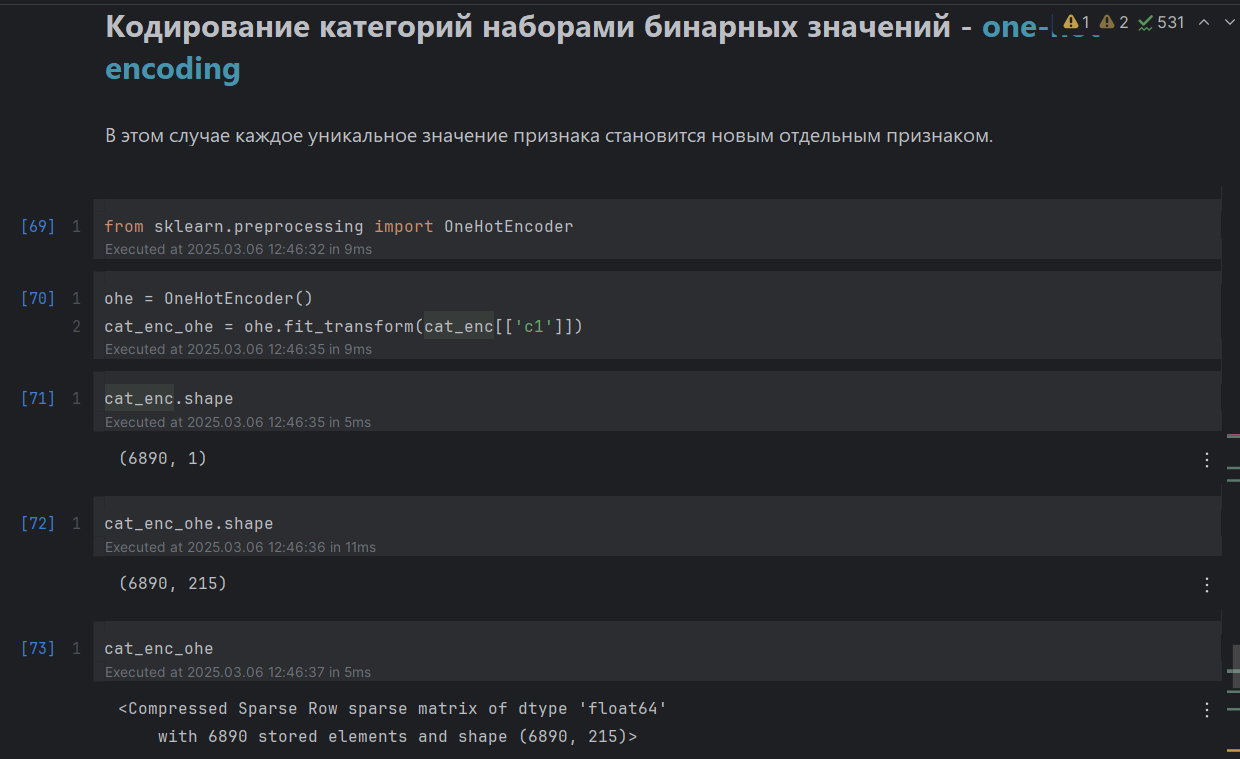 Кодирование категорий наборами бинарных значений - one-hot
encoding
1 2 531
В этом случае каждое уникальное значение признака становится новым отдельным признаком.
[69] 1 from sklearn.preprocessing import OneHotEncoder
Executed at 2025.03.06 12:46:32 in 9ms
[70] 1 ohe = OneHotEncoder()
2 cat_enc_ohe = ohe.fit_transform(cat_enc[['c1']])
Executed at 2025.03.06 12:46:35 in 9ms
[71] 1 cat_enc.shape
Executed at 2025.03.06 12:46:35 in 5ms
(6890, 1)
[72] 1 cat_enc_ohe.shape
Executed at 2025.03.06 12:46:36 in 11ms
(6890, 215)
[73] 1 cat_enc_ohe
Executed at 2025.03.06 12:46:37 in 5ms
<Compressed Sparse Row sparse matrix of dtype 'float64'
with 6890 stored elements and shape (6890, 215)>